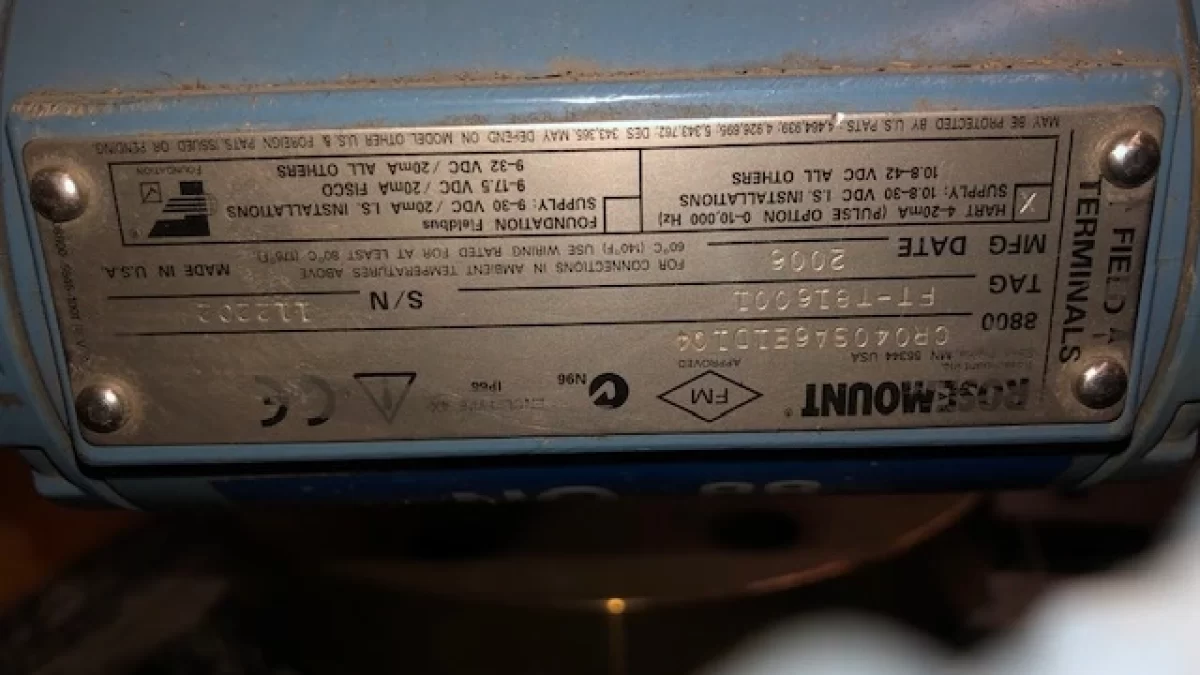 FIELD
TERMINALS
ROSEMOUNT®
MN 55344 USA
FM
APPROVED
N96
IP66
8800 CR040SA6E1D1C4
TAG FT-T816001
S/N 112202
MFG DATE 2006
FOR CONNECTIONS IN AMBIENT TEMPERATURES ABOVE
60°C (140°F) USE WIRING RATED FOR AT LEAST 80°C (176°F)
MADE IN U.S.A.
X HART 4-20mA (PULSE OPTION 0-10,000 Hz)
SUPPLY: 10.8-30 VDC I.S. INSTALLATIONS
10.8-42 VDC ALL OTHERS
FOUNDATION Fieldbus
SUPPLY: 9-30 VDC / 20mA I.S. INSTALLATIONS
9-17.5 VDC / 20mA FISCO
9-32 VDC / 20mA ALL OTHERS
FOUNDATION
MAY BE PROTECTED BY U.S. PATS. 4,464,939; 4,926,695; 5,343,762; DES 343,365. MAY DEPEND ON MODEL OTHER U.S. & FOREIGN PATS. ISSUED OR PENDING.